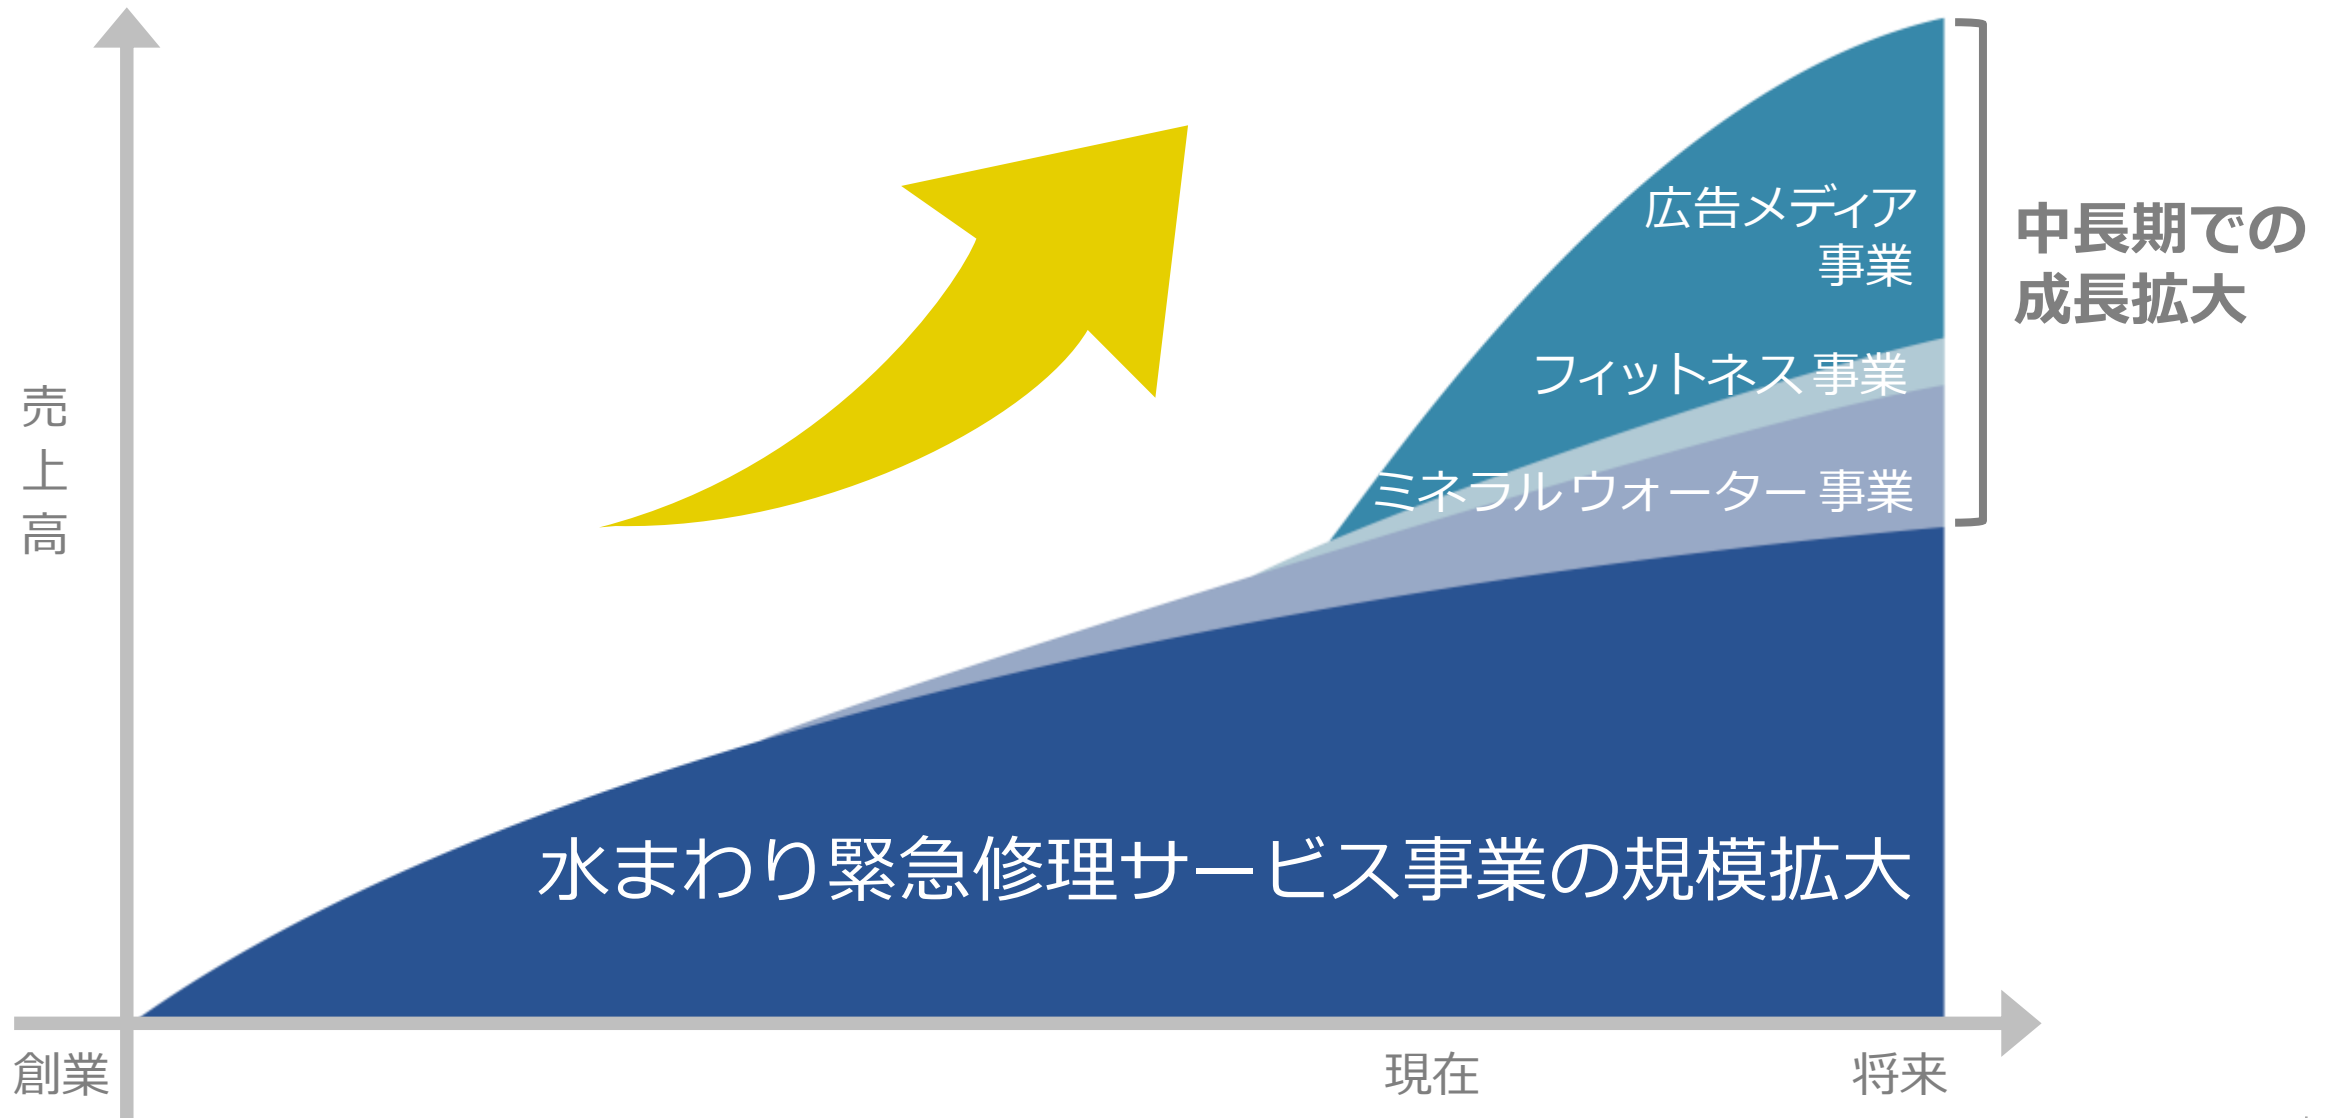 広告メディア
事業
中長期での
成長拡大
フィットネス事業
売上高
ミネラルウォーター事業
水まわり緊急修理サービス事業の規模拡大
創業
現在
将来